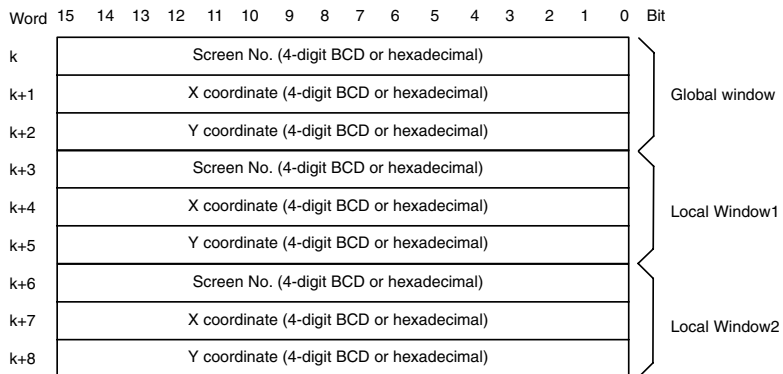 Word 15 14 13 12 11 10 9 8 7 6 5 4 3 2 1 0 Bit
k Screen No. (4-digit BCD or hexadecimal)
k+1 X coordinate (4-digit BCD or hexadecimal) Global window
k+2 Y coordinate (4-digit BCD or hexadecimal)
k+3 Screen No. (4-digit BCD or hexadecimal)
k+4 X coordinate (4-digit BCD or hexadecimal) Local Window1
k+5 Y coordinate (4-digit BCD or hexadecimal)
k+6 Screen No. (4-digit BCD or hexadecimal)
k+7 X coordinate (4-digit BCD or hexadecimal) Local Window2
k+8 Y coordinate (4-digit BCD or hexadecimal)